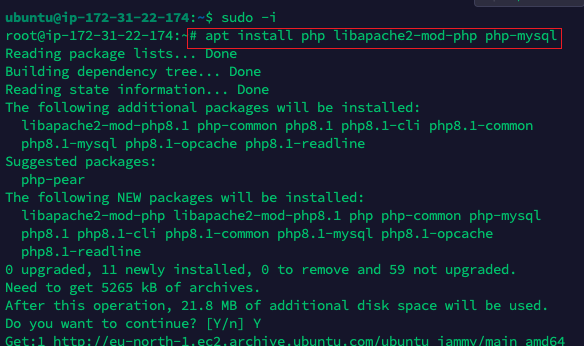 ubuntu@ip-172-31-22-174:~$ sudo -i
root@ip-172-31-22-174:~# apt install php libapache2-mod-php php-mysql
Reading package lists... Done
Building dependency tree... Done
Reading state information... Done
The following additional packages will be installed:
  libapache2-mod-php8.1 php-common php8.1 php8.1-cli php8.1-common
  php8.1-mysql php8.1-opcache php8.1-readline
Suggested packages:
  php-pear
The following NEW packages will be installed:
  libapache2-mod-php libapache2-mod-php8.1 php php-common php-mysql
  php8.1 php8.1-cli php8.1-common php8.1-mysql php8.1-opcache
  php8.1-readline
0 upgraded, 11 newly installed, 0 to remove and 59 not upgraded.
Need to get 5265 kB of archives.
After this operation, 21.8 MB of additional disk space will be used.
Do you want to continue? [Y/n] Y
Get:1 http://eu-north-1.ec2.archive.ubuntu.com/ubuntu jammy/main amd64